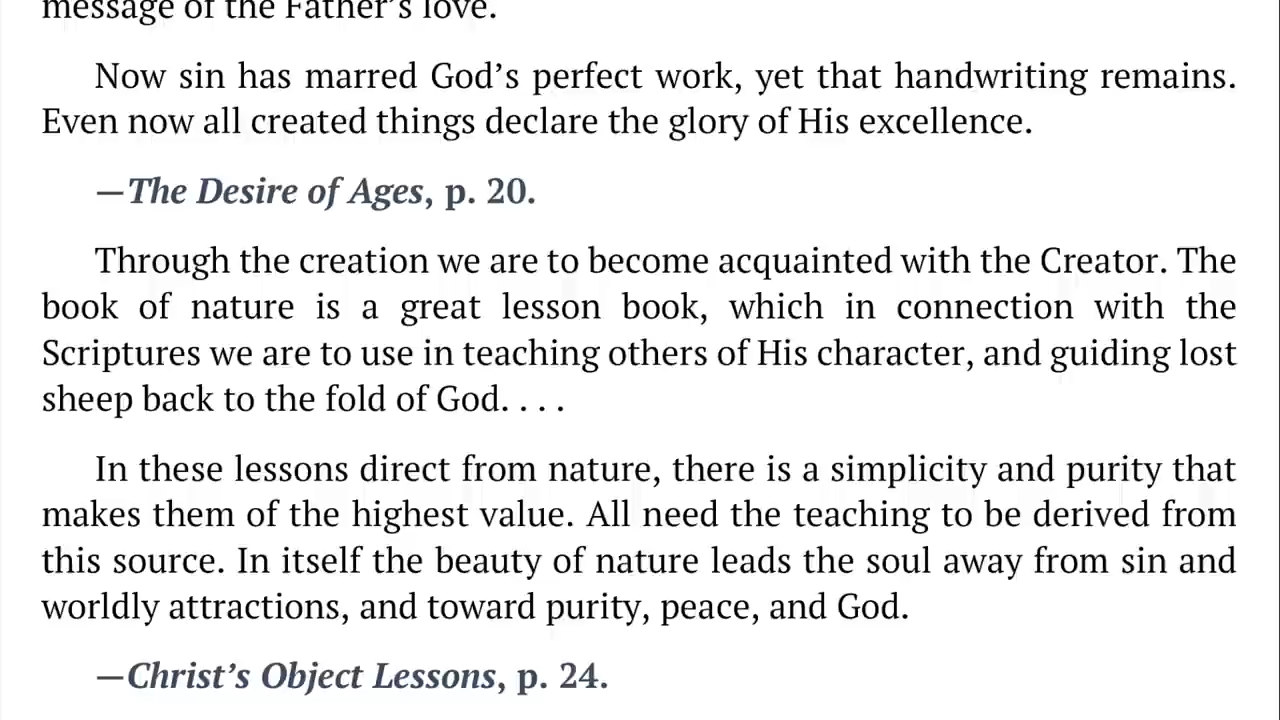 message of the Father’s love.
Now sin has marred God’s perfect work, yet that handwriting remains.
Even now all created things declare the glory of His excellence.
—The Desire of Ages, p. 20.
Through the creation we are to become acquainted with the Creator. The
book of nature is a great lesson book, which in connection with the
Scriptures we are to use in teaching others of His character, and guiding lost
sheep back to the fold of God. . . .
In these lessons direct from nature, there is a simplicity and purity that
makes them of the highest value. All need the teaching to be derived from
this source. In itself the beauty of nature leads the soul away from sin and
worldly attractions, and toward purity, peace, and God.
—Christ’s Object Lessons, p. 24.